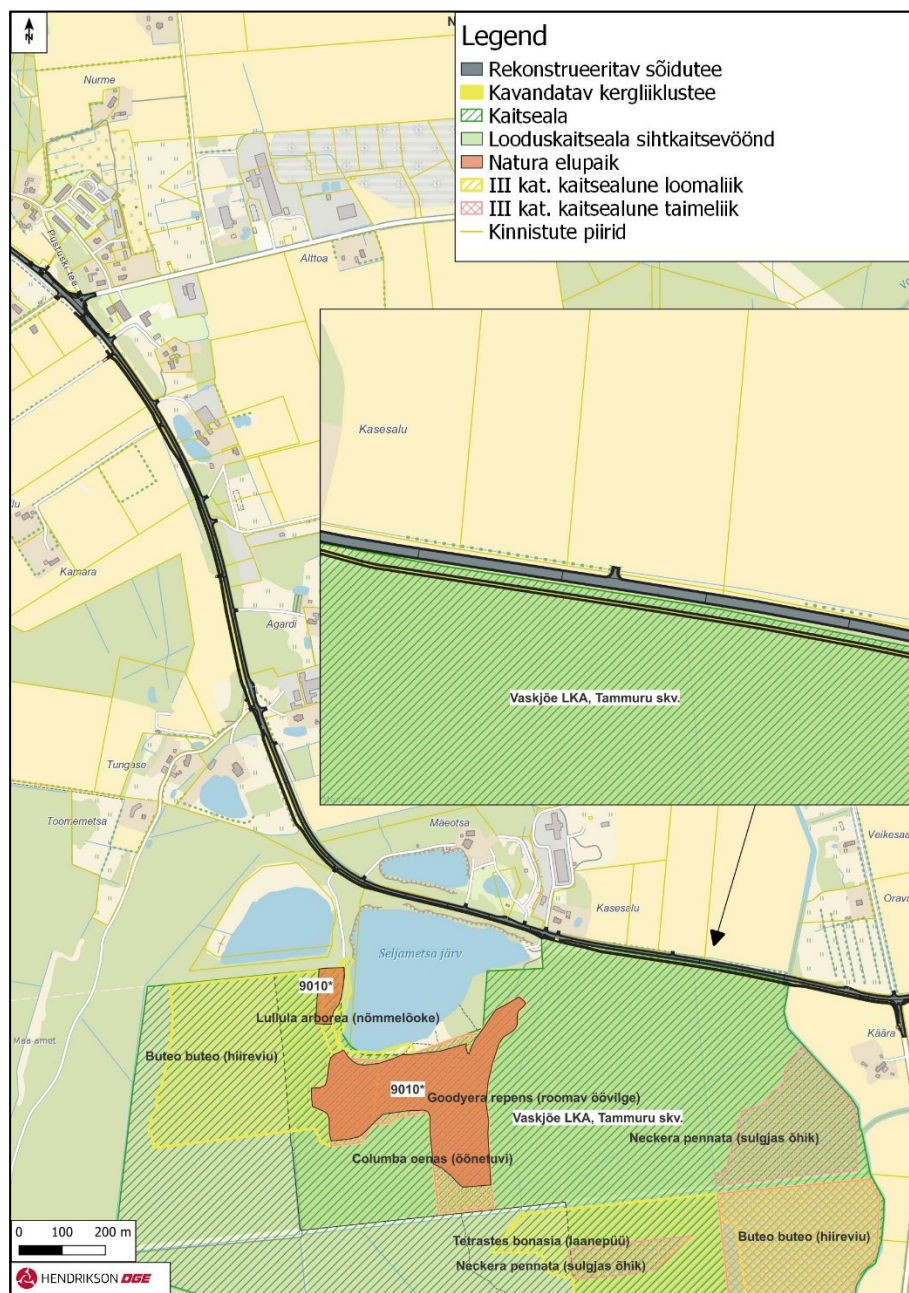 N
Legend
Rekonstrueeritav sõidutee
Kavandatav kergliiklustee
Kaitseala
Looduskaitseala sihtkaitsevöönd
Natura elupaik
III kat. kaitsealune loomaliik
III kat. kaitsealune taimeliik
Kinnistute piirid
Nurme
Pustuski tee
Alttoa
Kasesalu
Kamara
Agardi
Vaskjõe LKA, Tammuru skv.
Tungase
Toomemetsa
Mäeotsa
Kasesalu
Seljametsa järv
Käära
9010*
Lullula arborea (nõmmelõoke)
Maa-amet
Buteo buteo (hiireviu)
9010*
Goodyera repens (roomav öövilge)
Vaskjõe LKA, Tammuru skv.
Neckera pennata (sulgjas õhik)
Columba oenas (õõnetuvi)
Tetrastes bonasia (laanepüü)
Buteo buteo (hiireviu)
Neckera pennata (sulgjas õhik)
0 100 200 m
HENDRIKSON DGE